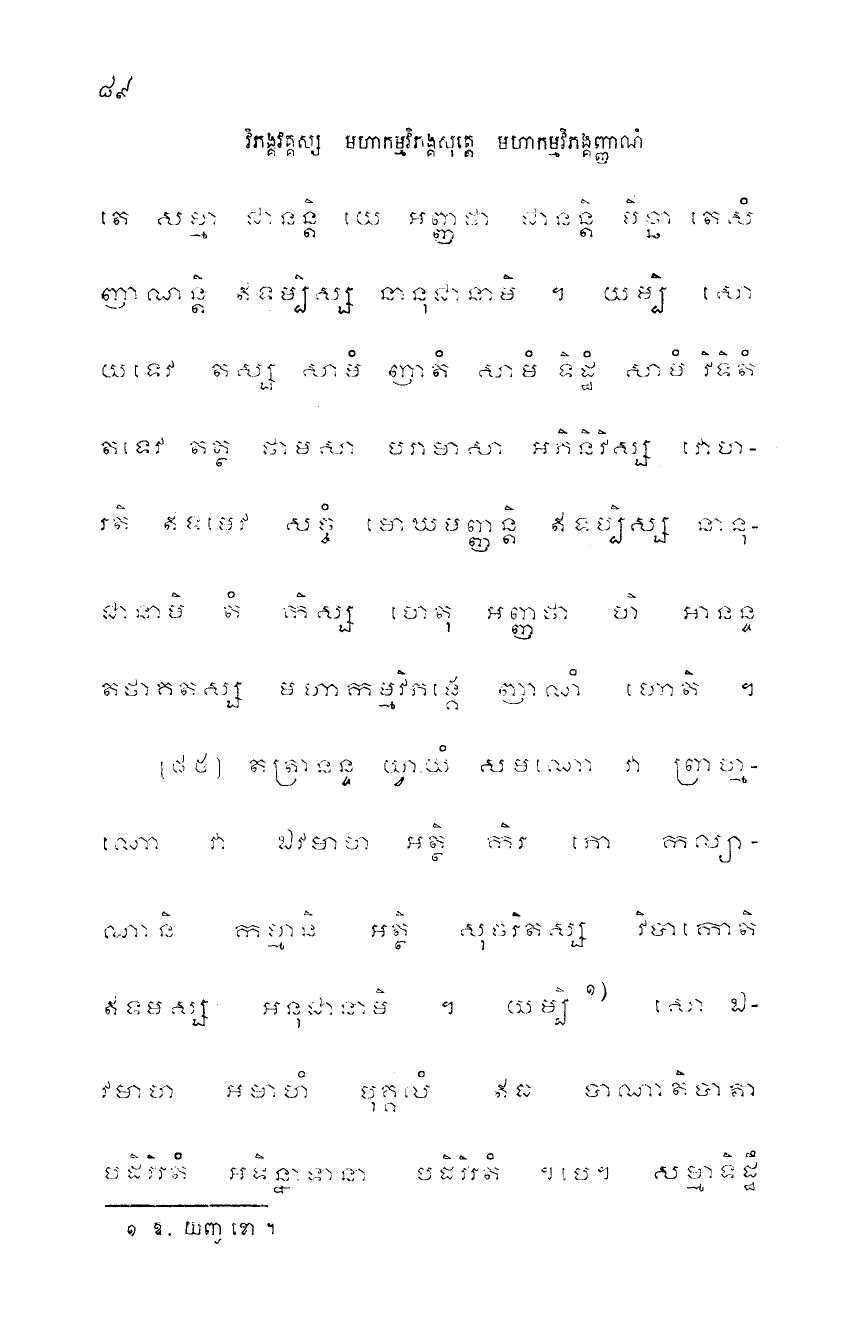 ៨៩
វិភង្គវគ្គស្ស មហាកម្មវិភង្គសុត្តេ មហាកម្មវិភង្គញ្ញាណំ
តេ សម្មា ជានន្តិ យេ អញ្ញថា ជានន្តិ មិច្ឆា តេសំ
ញាណន្តិ ឥទម្បិស្ស នានុជានាមិ ។ យម្បិ សោ
យទេវ តស្ស សាមំ ញាតំ សាមំ ទិដ្ឋំ សាមំ វិទិតំ
តទេវ តត្ថ ថាមសា បរាមាសា អភិនិវិស្ស វោហ-
រតិ ឥទមេវ សច្ចំ មោឃមញ្ញន្តិ ឥទម្បិស្ស នានុ-
ជានាមិ តំ កិស្ស ហេតុ អញ្ញថា ហិ អានន្ទ
តថាគតស្ស មហាកម្មវិភង្គេ ញាណំ ហោតិ ។
[៨៥] តត្រានន្ទ យ្វាយំ សមណោ វា ព្រាហ្ម-
ណោ វា ឯវមាហ អត្ថិ កិរ ភោ កល្យា-
ណានិ កម្មានិ អត្ថិ សុចរិតស្ស វិបាកោតិ
ឥទមស្ស អនុជានាមិ ។ យម្បិ ១) សោ ឯ-
វមាហ អមាហំ បុគ្គលំ ឥធ បាណាតិបាតា
បដិវិរតំ អទិន្នាទានា បដិវិរតំ ។បេ។ សម្មាទិដ្ឋឹ
១ ឱ. យញ្ច ខោ ។